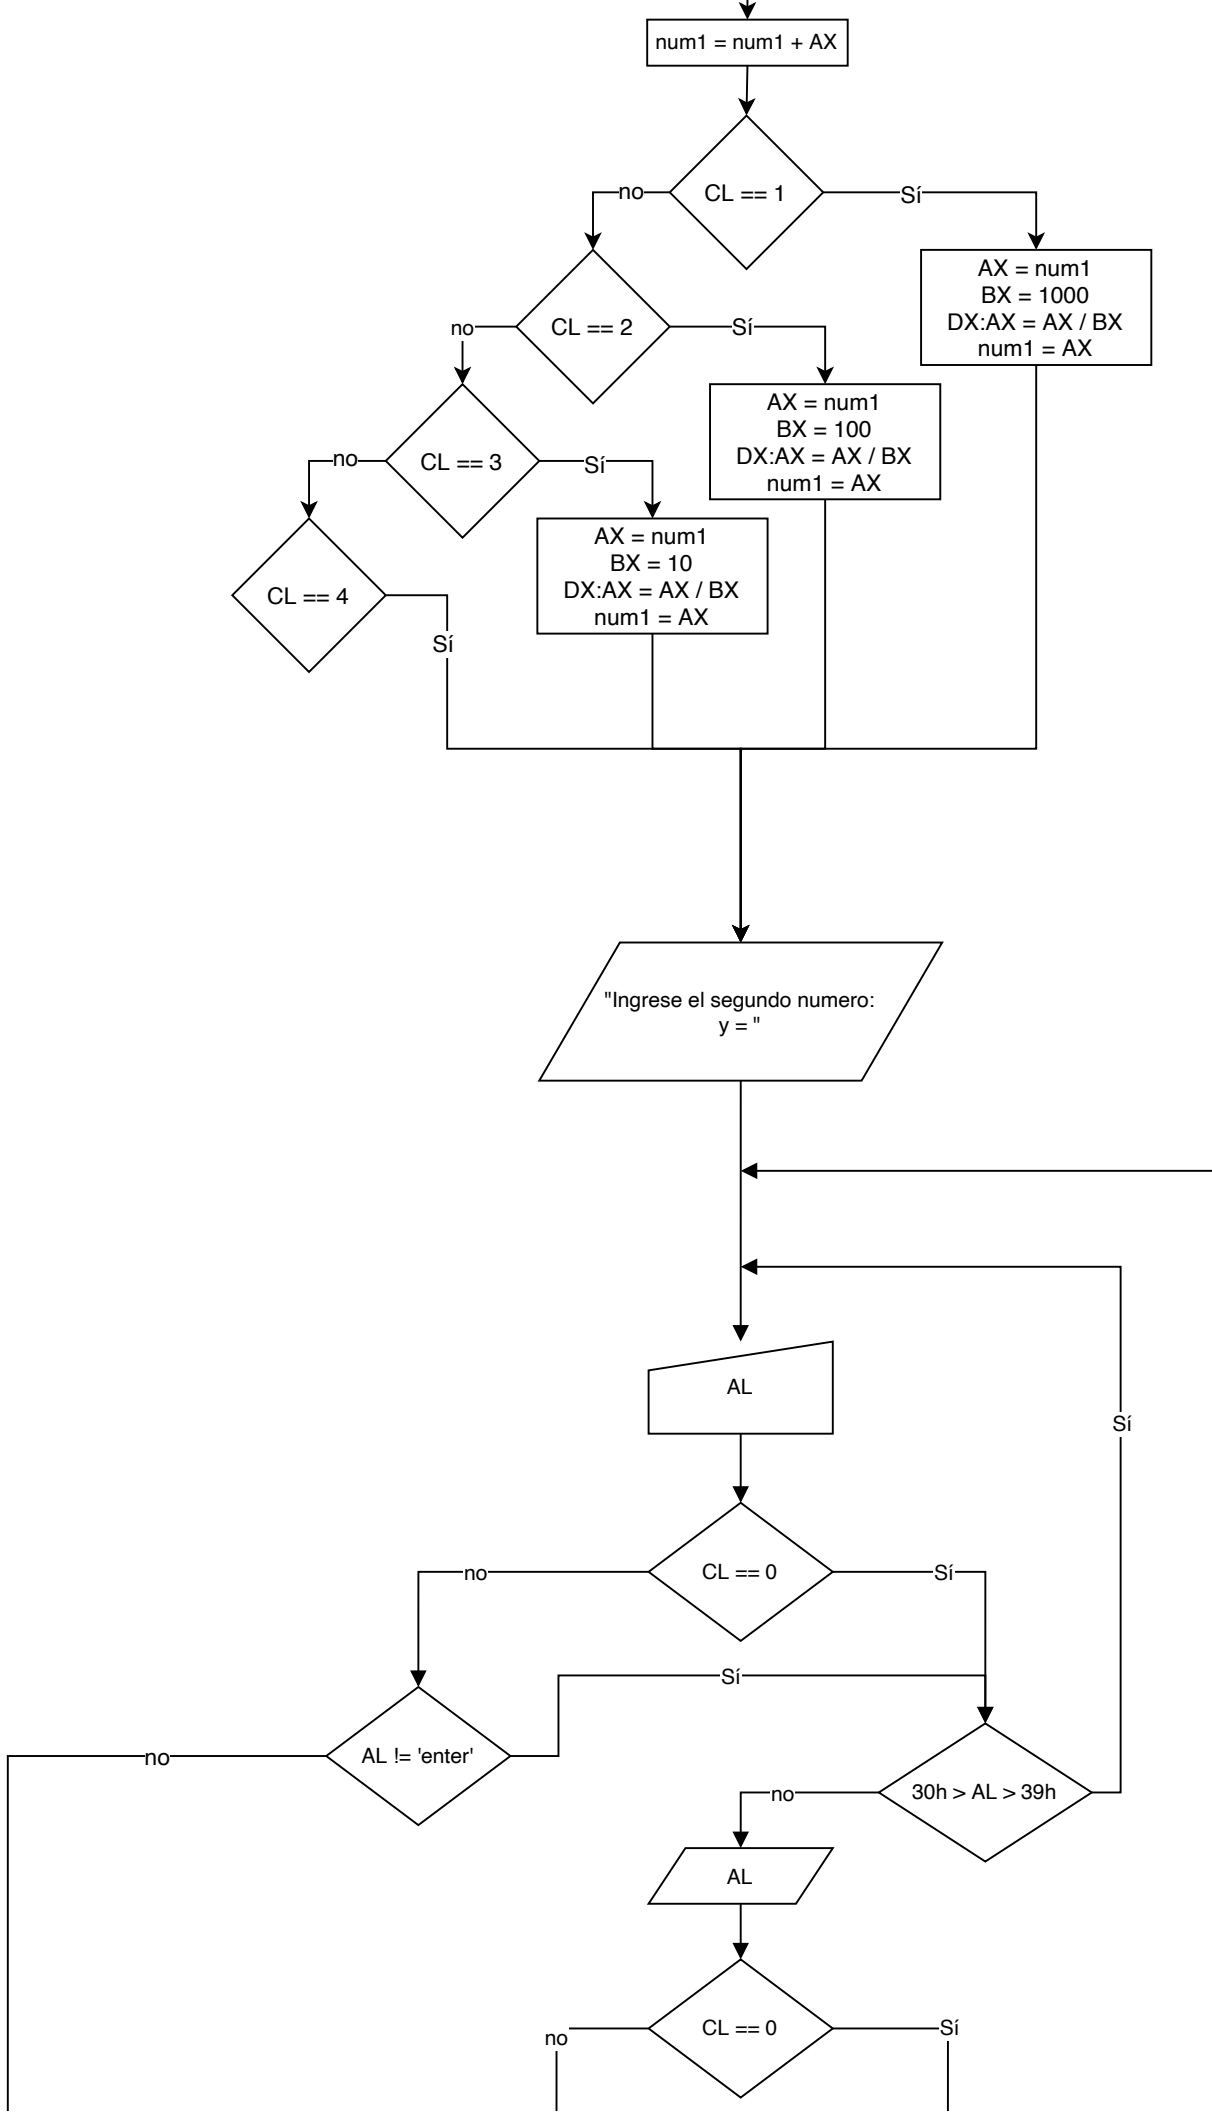 num1 = num1 + AX
CL == 1
no
Sí
AX = num1
BX = 1000
DX:AX = AX / BX
num1 = AX
CL == 2
no
Sí
AX = num1
BX = 100
DX:AX = AX / BX
num1 = AX
CL == 3
no
Sí
AX = num1
BX = 10
DX:AX = AX / BX
num1 = AX
CL == 4
Sí
"Ingrese el segundo numero:
y = "
AL
Sí
CL == 0
no
Sí
Sí
AL != 'enter'
no
30h > AL > 39h
no
AL
CL == 0
no
Sí